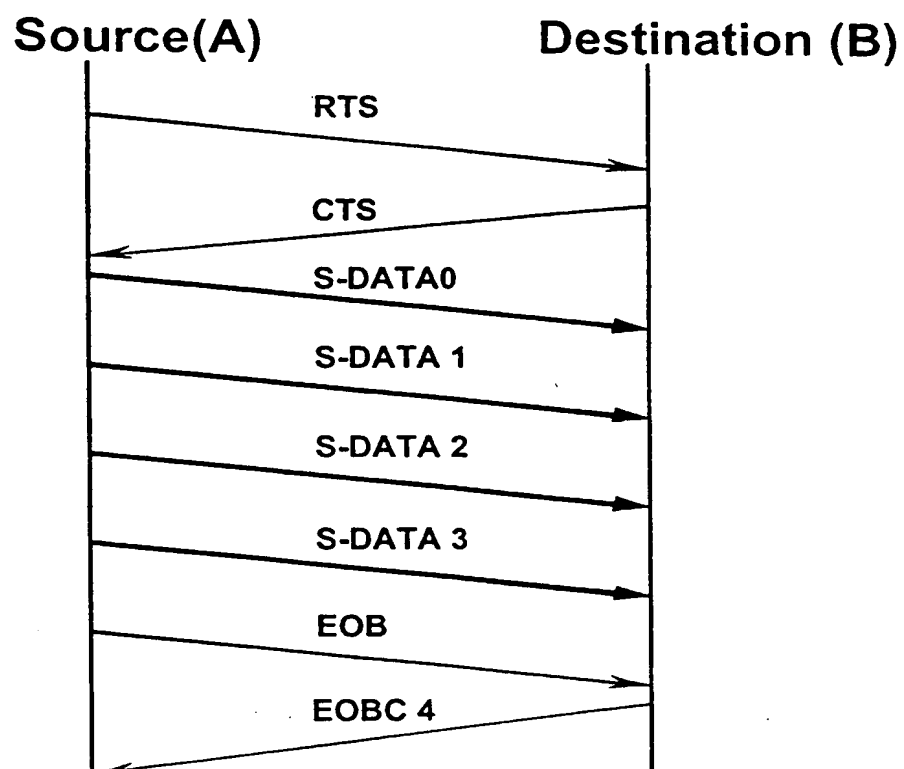 Source(A) Destination (B)
RTS
CTS
S-DATA0
S-DATA 1
S-DATA 2
S-DATA 3
EOB
EOBC 4